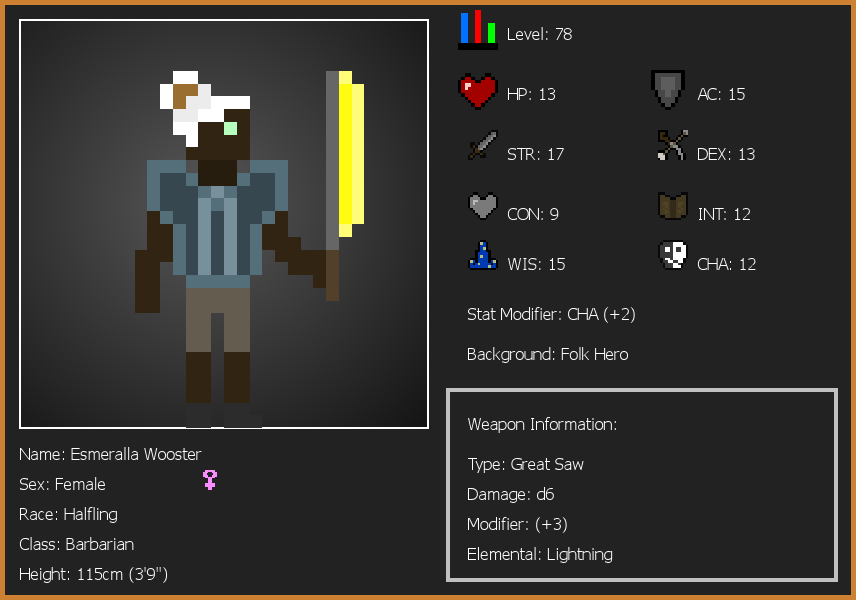 Level: 78
HP: 13
AC: 15
STR: 17
DEX: 13
CON: 9
INT: 12
WIS: 15
CHA: 12
Stat Modifier: CHA (+2)
Background: Folk Hero
Weapon Information:
Type: Great Saw
Damage: d6
Modifier: (+3)
Elemental: Lightning
Name: Esmeralla Wooster
Sex: Female
Race: Halfling
Class: Barbarian
Height: 115cm (3'9")